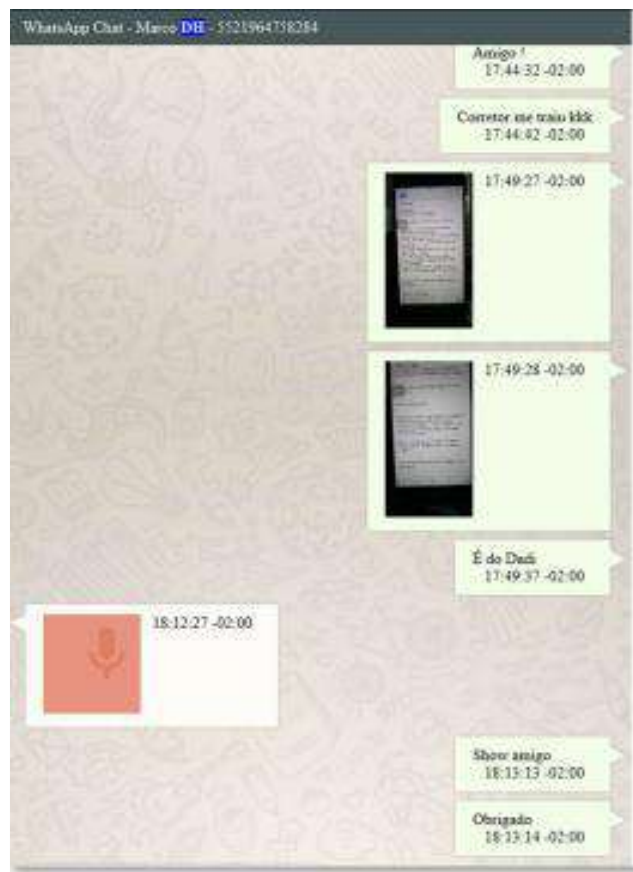 WhatsApp Chat - Marco DH - 5521964758284
Amigo !
17:44:32 -02:00
Corretor me traiu kkk
17:44:42 -02:00
17:49:27 -02:00
17:49:28 -02:00
É do Dadi
17:49:37 -02:00
18:12:27 -02:00
Show amigo
18:13:13 -02:00
Obrigado
18:13:14 -02:00